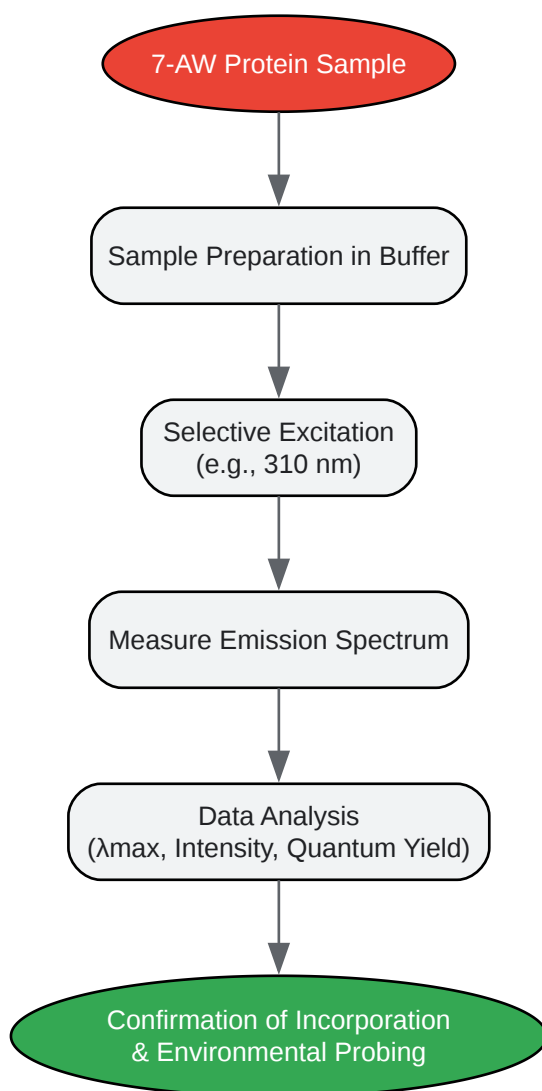 7-AW Protein Sample
Sample Preparation in Buffer
Selective Excitation
(e.g., 310 nm)
Measure Emission Spectrum
Data Analysis
(λmax, Intensity, Quantum Yield)
Confirmation of Incorporation
& Environmental Probing